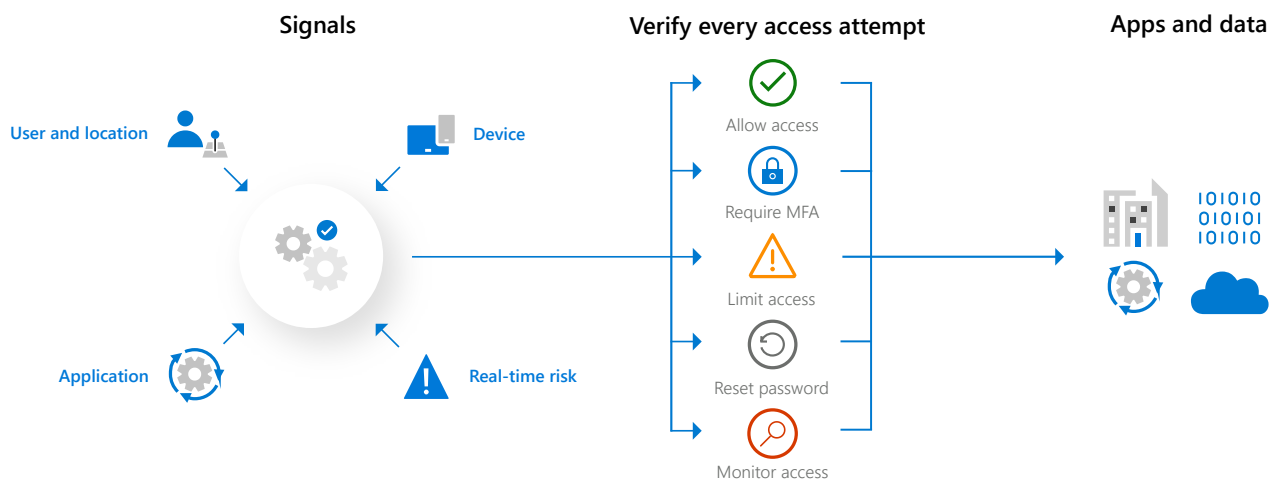 Signals
Verify every access attempt
Apps and data
User and location
Device
Application
Real-time risk
Allow access
Require MFA
Limit access
Reset password
Monitor access
101010
010101
101010